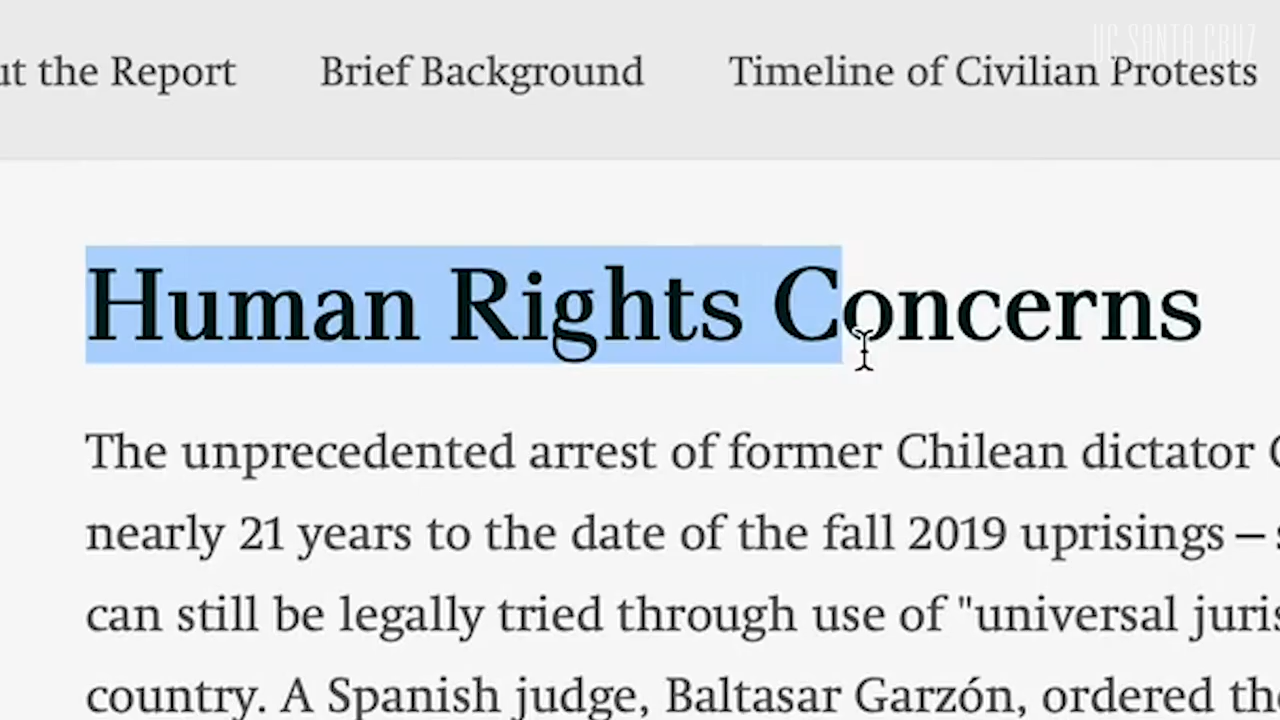 UC SANTA CRUZ
ut the Report Brief Background Timeline of Civilian Protests
Human Rights Concerns
The unprecedented arrest of former Chilean dictator
nearly 21 years to the date of the fall 2019 uprisings –
can still be legally tried through use of "universal juris
country. A Spanish judge, Baltasar Garzón, ordered the